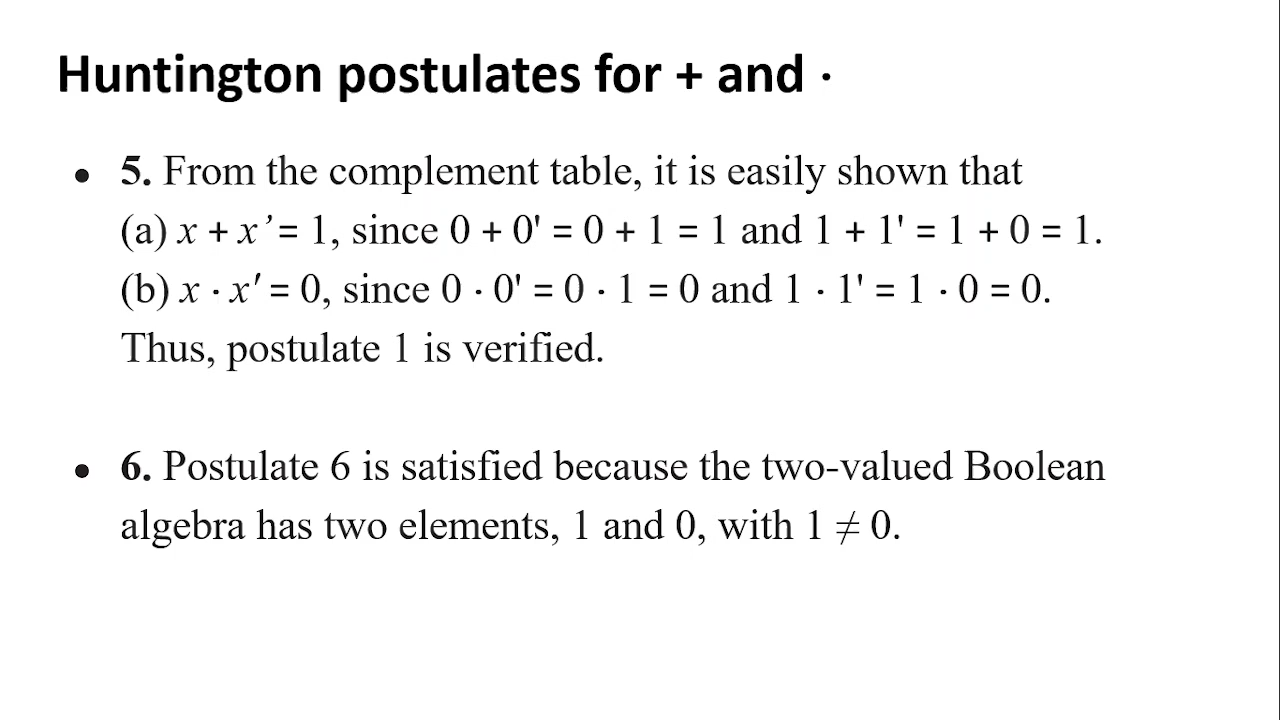 Huntington postulates for + and ·
• 5. From the complement table, it is easily shown that
(a) x + x ’= 1, since 0 + 0' = 0 + 1 = 1 and 1 + 1' = 1 + 0 = 1.
(b) x · x′ = 0, since 0 · 0' = 0 · 1 = 0 and 1 · 1' = 1 · 0 = 0.
Thus, postulate 1 is verified.
• 6. Postulate 6 is satisfied because the two-valued Boolean
algebra has two elements, 1 and 0, with 1 ≠ 0.